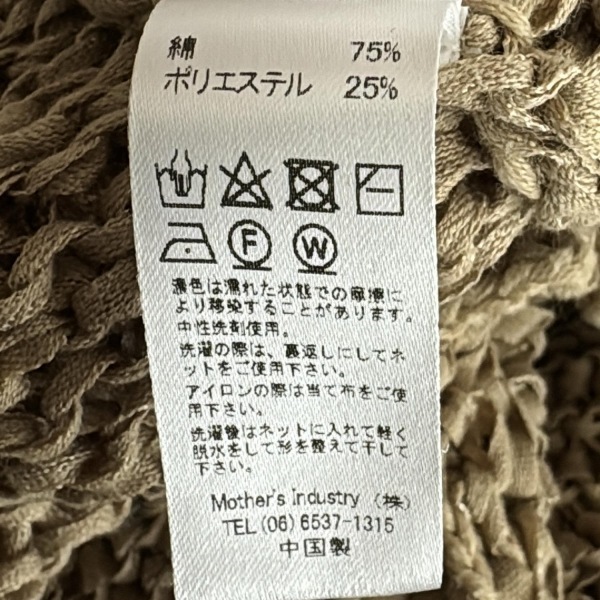 綿 75%
ポリエステル 25%
F W
濃色は濡れた状態での摩擦に
より移染することがあります。
中性洗剤使用。
洗濯の際は、裏返しにしてネ
ットをご使用下さい。
アイロンの際は当て布をご使
用下さい。
洗濯後はネットに入れて軽く
脱水をして形を整えて干して
下さい。
Mother's industry (株)
TEL (06) 6537-1315
中国製